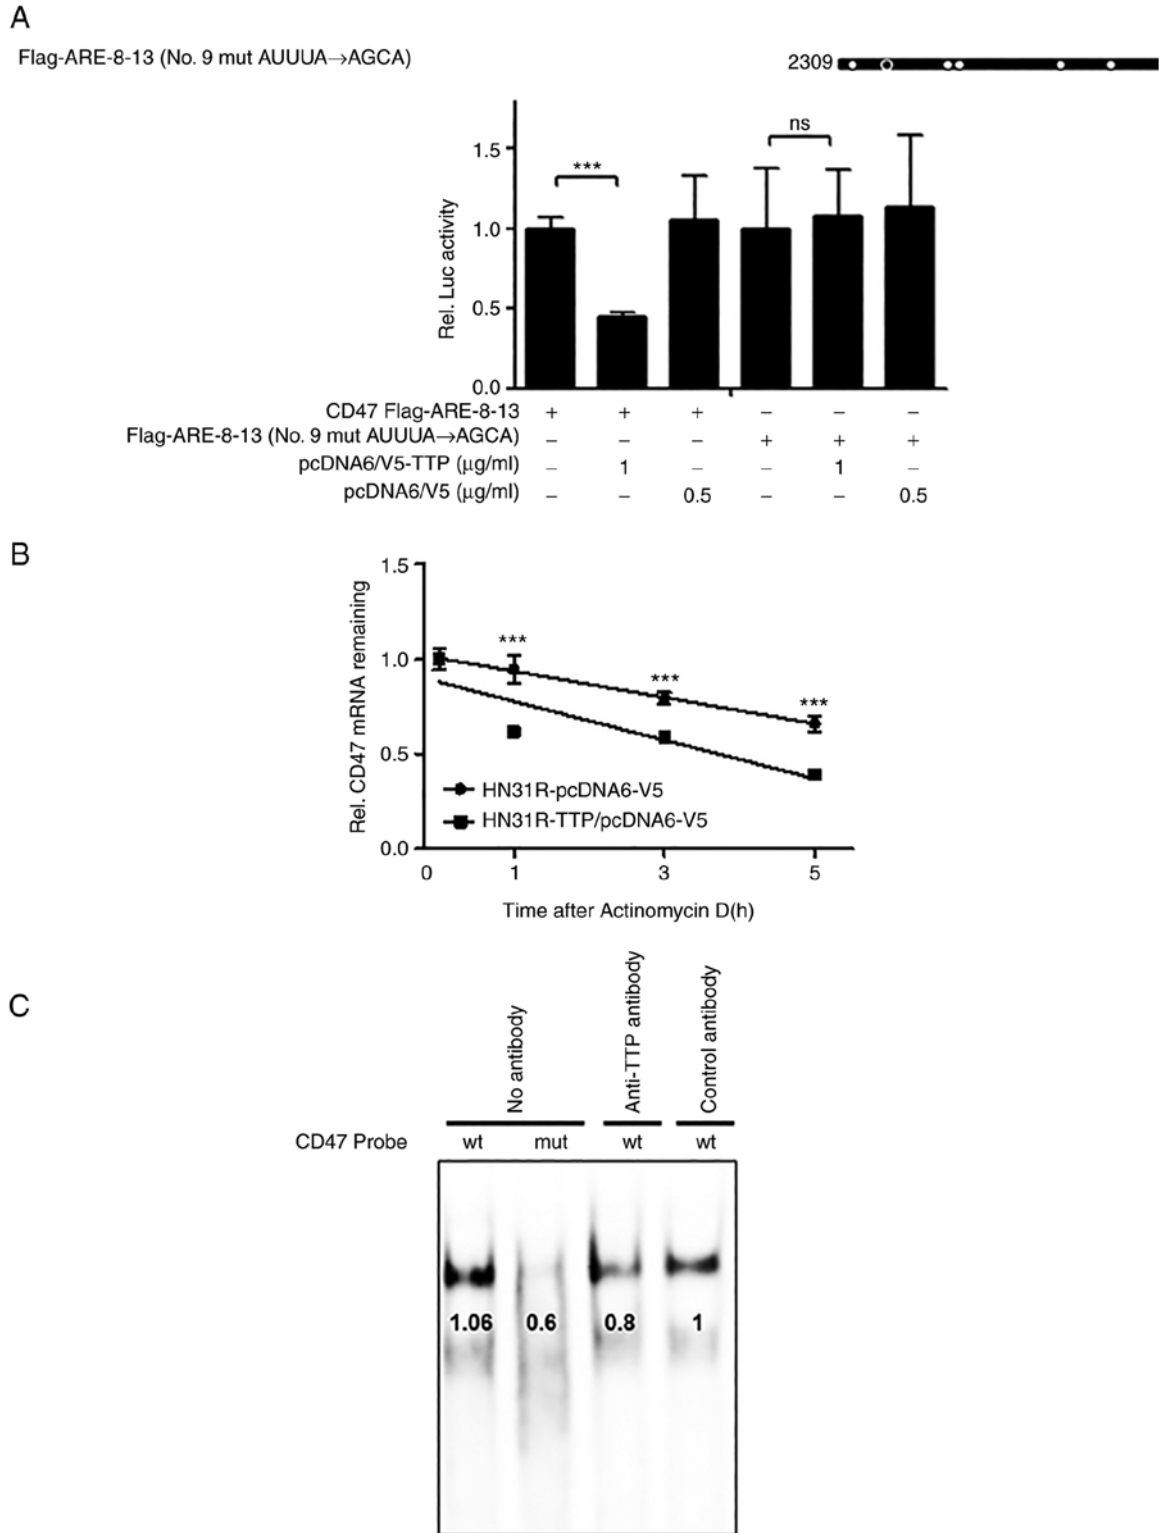 A
Flag-ARE-8-13 (No. 9 mut AUUUA→AGCA)
2309
ns
***
1.5
1.0
0.5
0.0
Rel. Luc activity
CD47 Flag-ARE-8-13 + + + – – –
Flag-ARE-8-13 (No. 9 mut AUUUA→AGCA) – – – + + +
pcDNA6/V5-TTP (μg/ml) – 1 – – 1 –
pcDNA6/V5 (μg/ml) – – 0.5 – – 0.5
B
1.5
1.0
0.5
0.0
Rel. CD47 mRNA remaining
*** *** ***
HN31R-pcDNA6-V5
HN31R-TTP/pcDNA6-V5
0 1 3 5
Time after Actinomycin D(h)
C
No antibody
Anti-TTP antibody
Control antibody
CD47 Probe wt mut wt wt
1.06 0.6 0.8 1